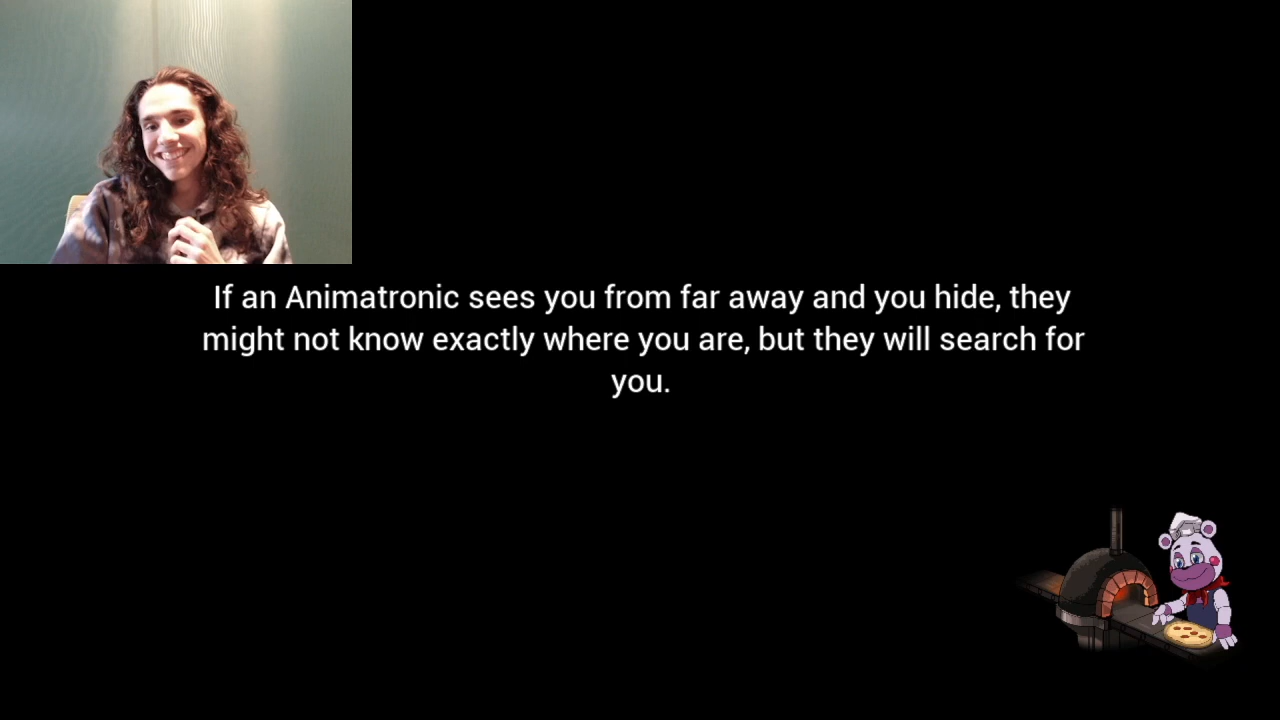 If an Animatronic sees you from far away and you hide, they
might not know exactly where you are, but they will search for
you.